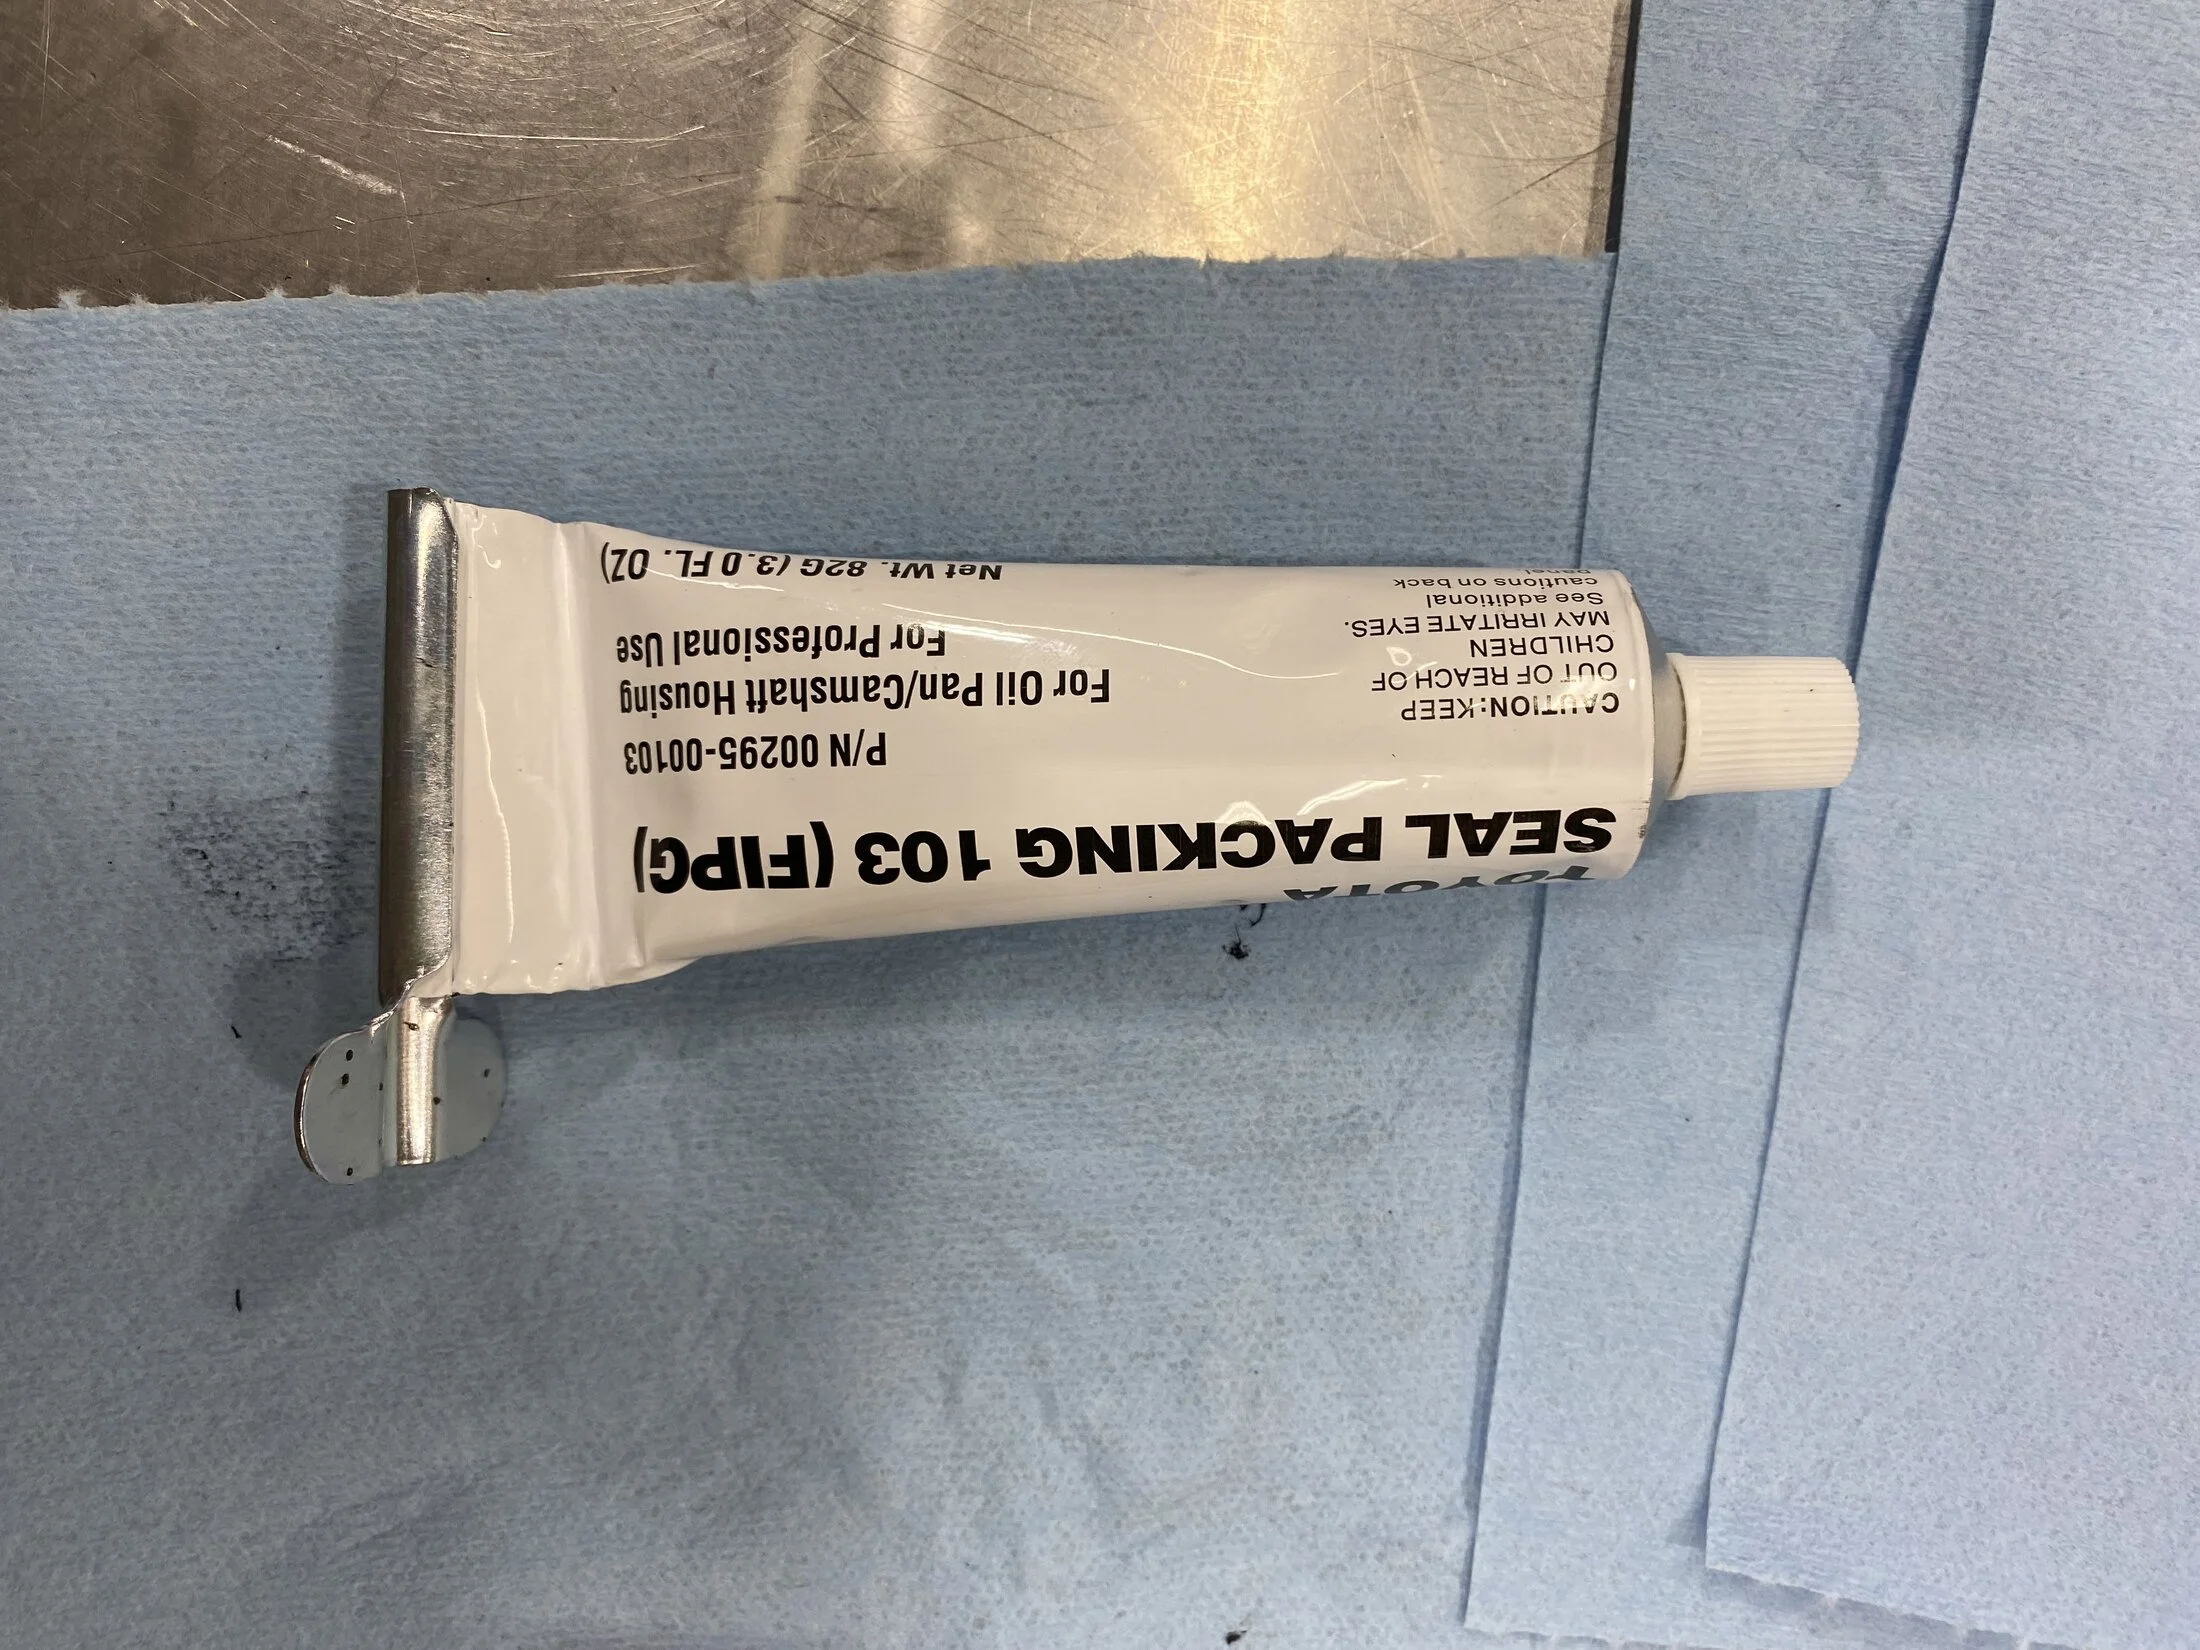 TOYOTA
SEAL PACKING 103 (FIPG)
P/N 00295-00103
For Oil Pan/Camshaft Housing
For Professional Use
Net Wt. 82G (3.0 FL. OZ)
CAUTION:KEEP
OUT OF REACH OF
CHILDREN
MAY IRRITATE EYES.
See additional
cautions on back
panel.